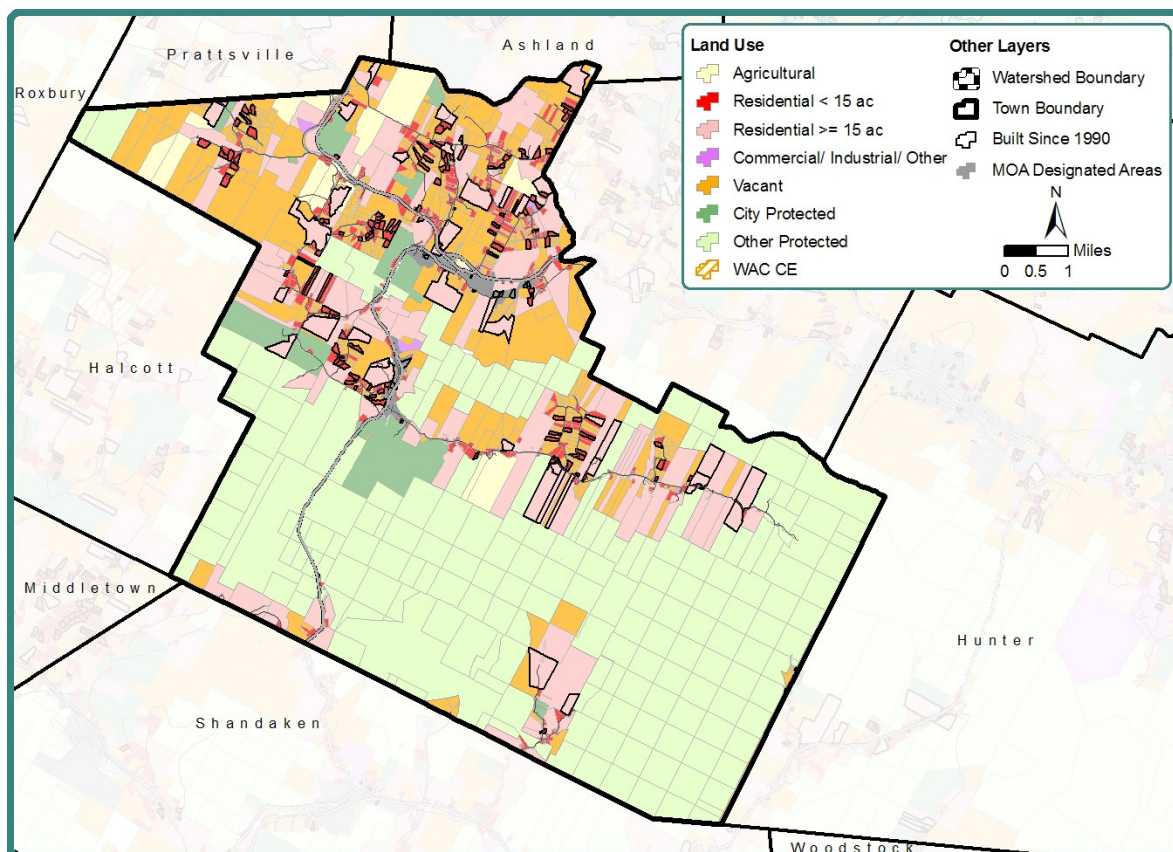 Prattsville
Ashland
Roxbury
Land Use
Agricultural
Residential < 15 ac
Residential >= 15 ac
Commercial/ Industrial/ Other
Vacant
City Protected
Other Protected
WAC CE
Other Layers
Watershed Boundary
Town Boundary
Built Since 1990
MOA Designated Areas
N
Miles
0 0.5 1
Halcott
Middletown
Hunter
Shandaken
Woodstock